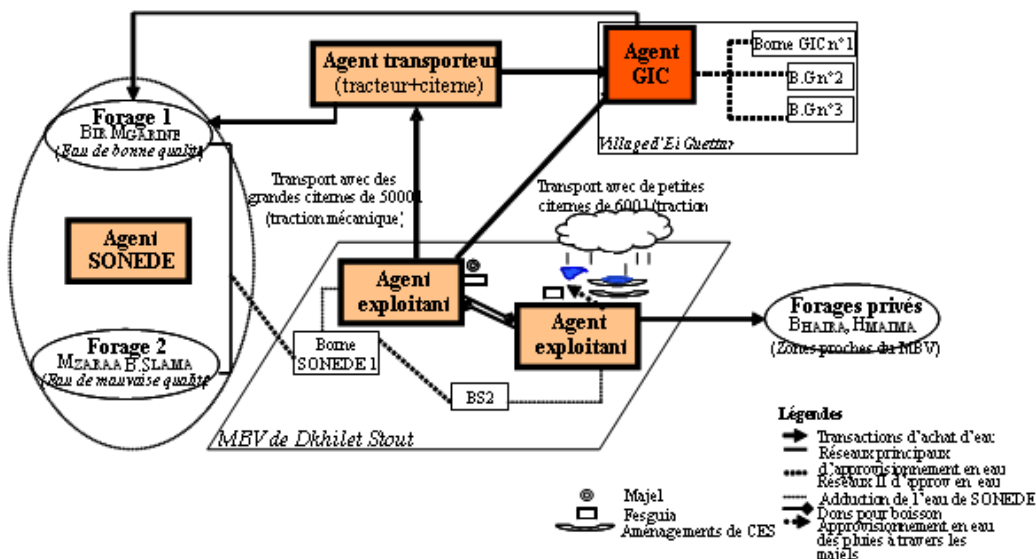 Agent transporteur
(tracteur+citerne)
Agent
GIC
Borne GIC n°1
B.G n°2
B.G n°3
Village d'El Guettar
Forage 1
BIR MGARINE
(Eau de bonne qualité)
Transport avec des
grandes citernes de 5000 l
(traction mécanique)
Transport avec de petites
citernes de 600 l (traction
Agent
SONEDE
Agent
exploitant
Agent
exploitant
Forages privés
BHAIRA, HMAIMA
(Zones proches du MBV)
Forage 2
MZARAA B.SLAMA
(Eau de mauvaise qualité)
Borne
SONEDE 1
BS2
MBV de Dkhilet Stout
Légendes
Transactions d'achat d'eau
Réseaux principaux
d'approvisionnement en eau
Réseaux II d'approv en eau
Adduction de l'eau de SONEDE
Dons pour boisson
Approvisionnement en eau
des pluies à travers les
majels
Majel
Fesguia
Aménagements de CES